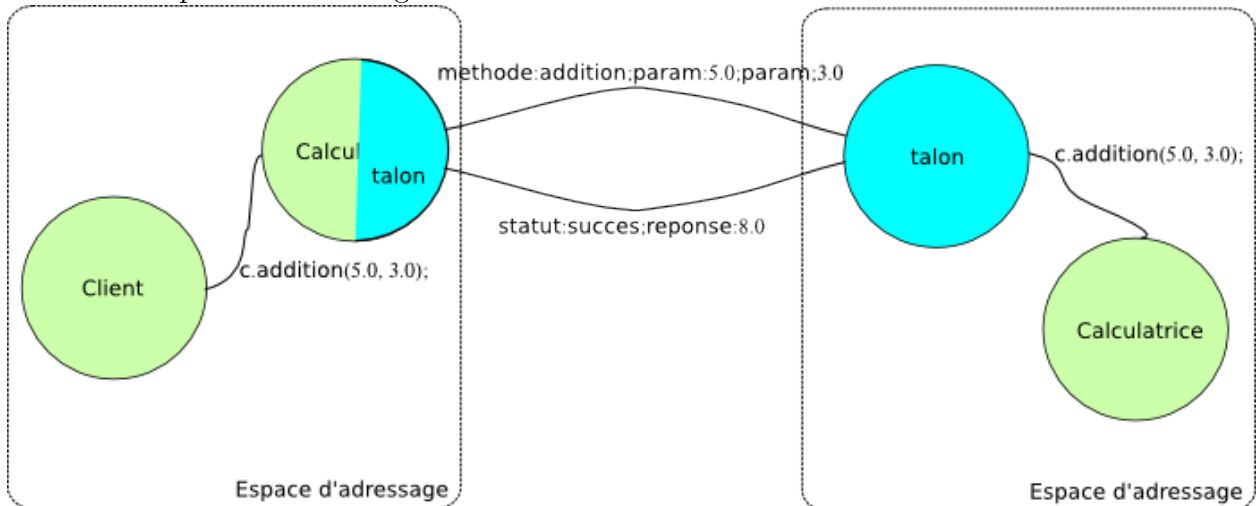 methode:addition;param:5.0;param;3.0
Calcul
talon
talon
c.addition(5.0, 3.0);
statut:succes;reponse:8.0
c.addition(5.0, 3.0);
Client
Calculatrice
Espace d'adressage
Espace d'adressage